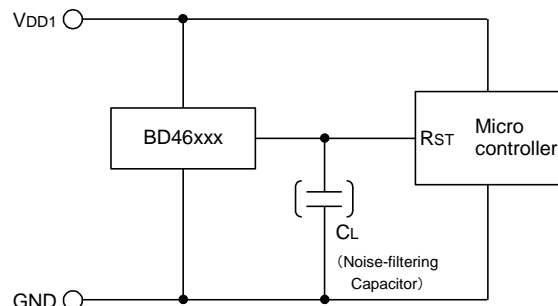 VDD1
BD46xxx
RST
Micro
controller
CL
(Noise-filtering
Capacitor)
GND